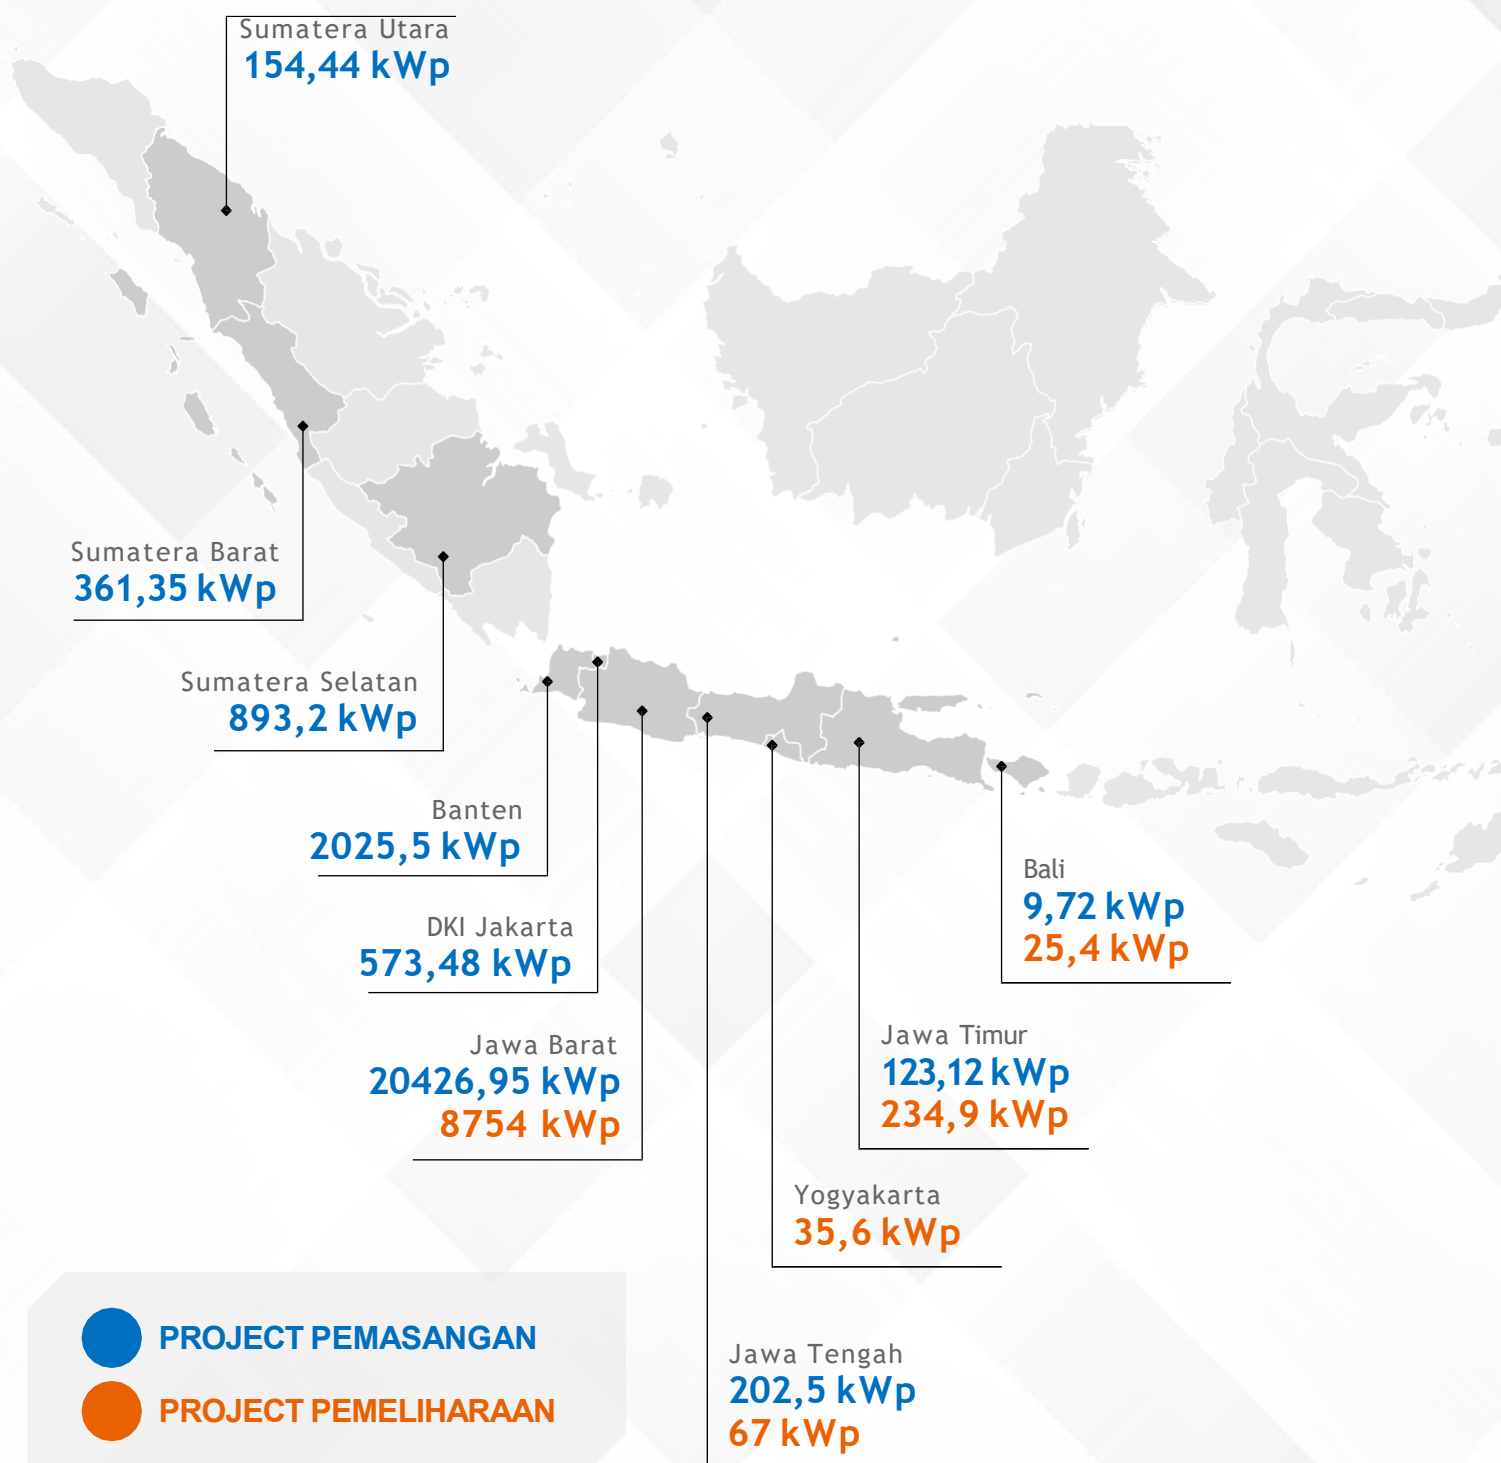 Sumatera Utara
154,44 kWp
Sumatera Barat
361,35 kWp
Sumatera Selatan
893,2 kWp
Banten
2025,5 kWp
DKI Jakarta
573,48 kWp
Jawa Barat
20426,95 kWp
8754 kWp
Bali
9,72 kWp
25,4 kWp
Jawa Timur
123,12 kWp
234,9 kWp
Yogyakarta
35,6 kWp
Jawa Tengah
202,5 kWp
67 kWp
PROJECT PEMASANGAN
PROJECT PEMELIHARAAN